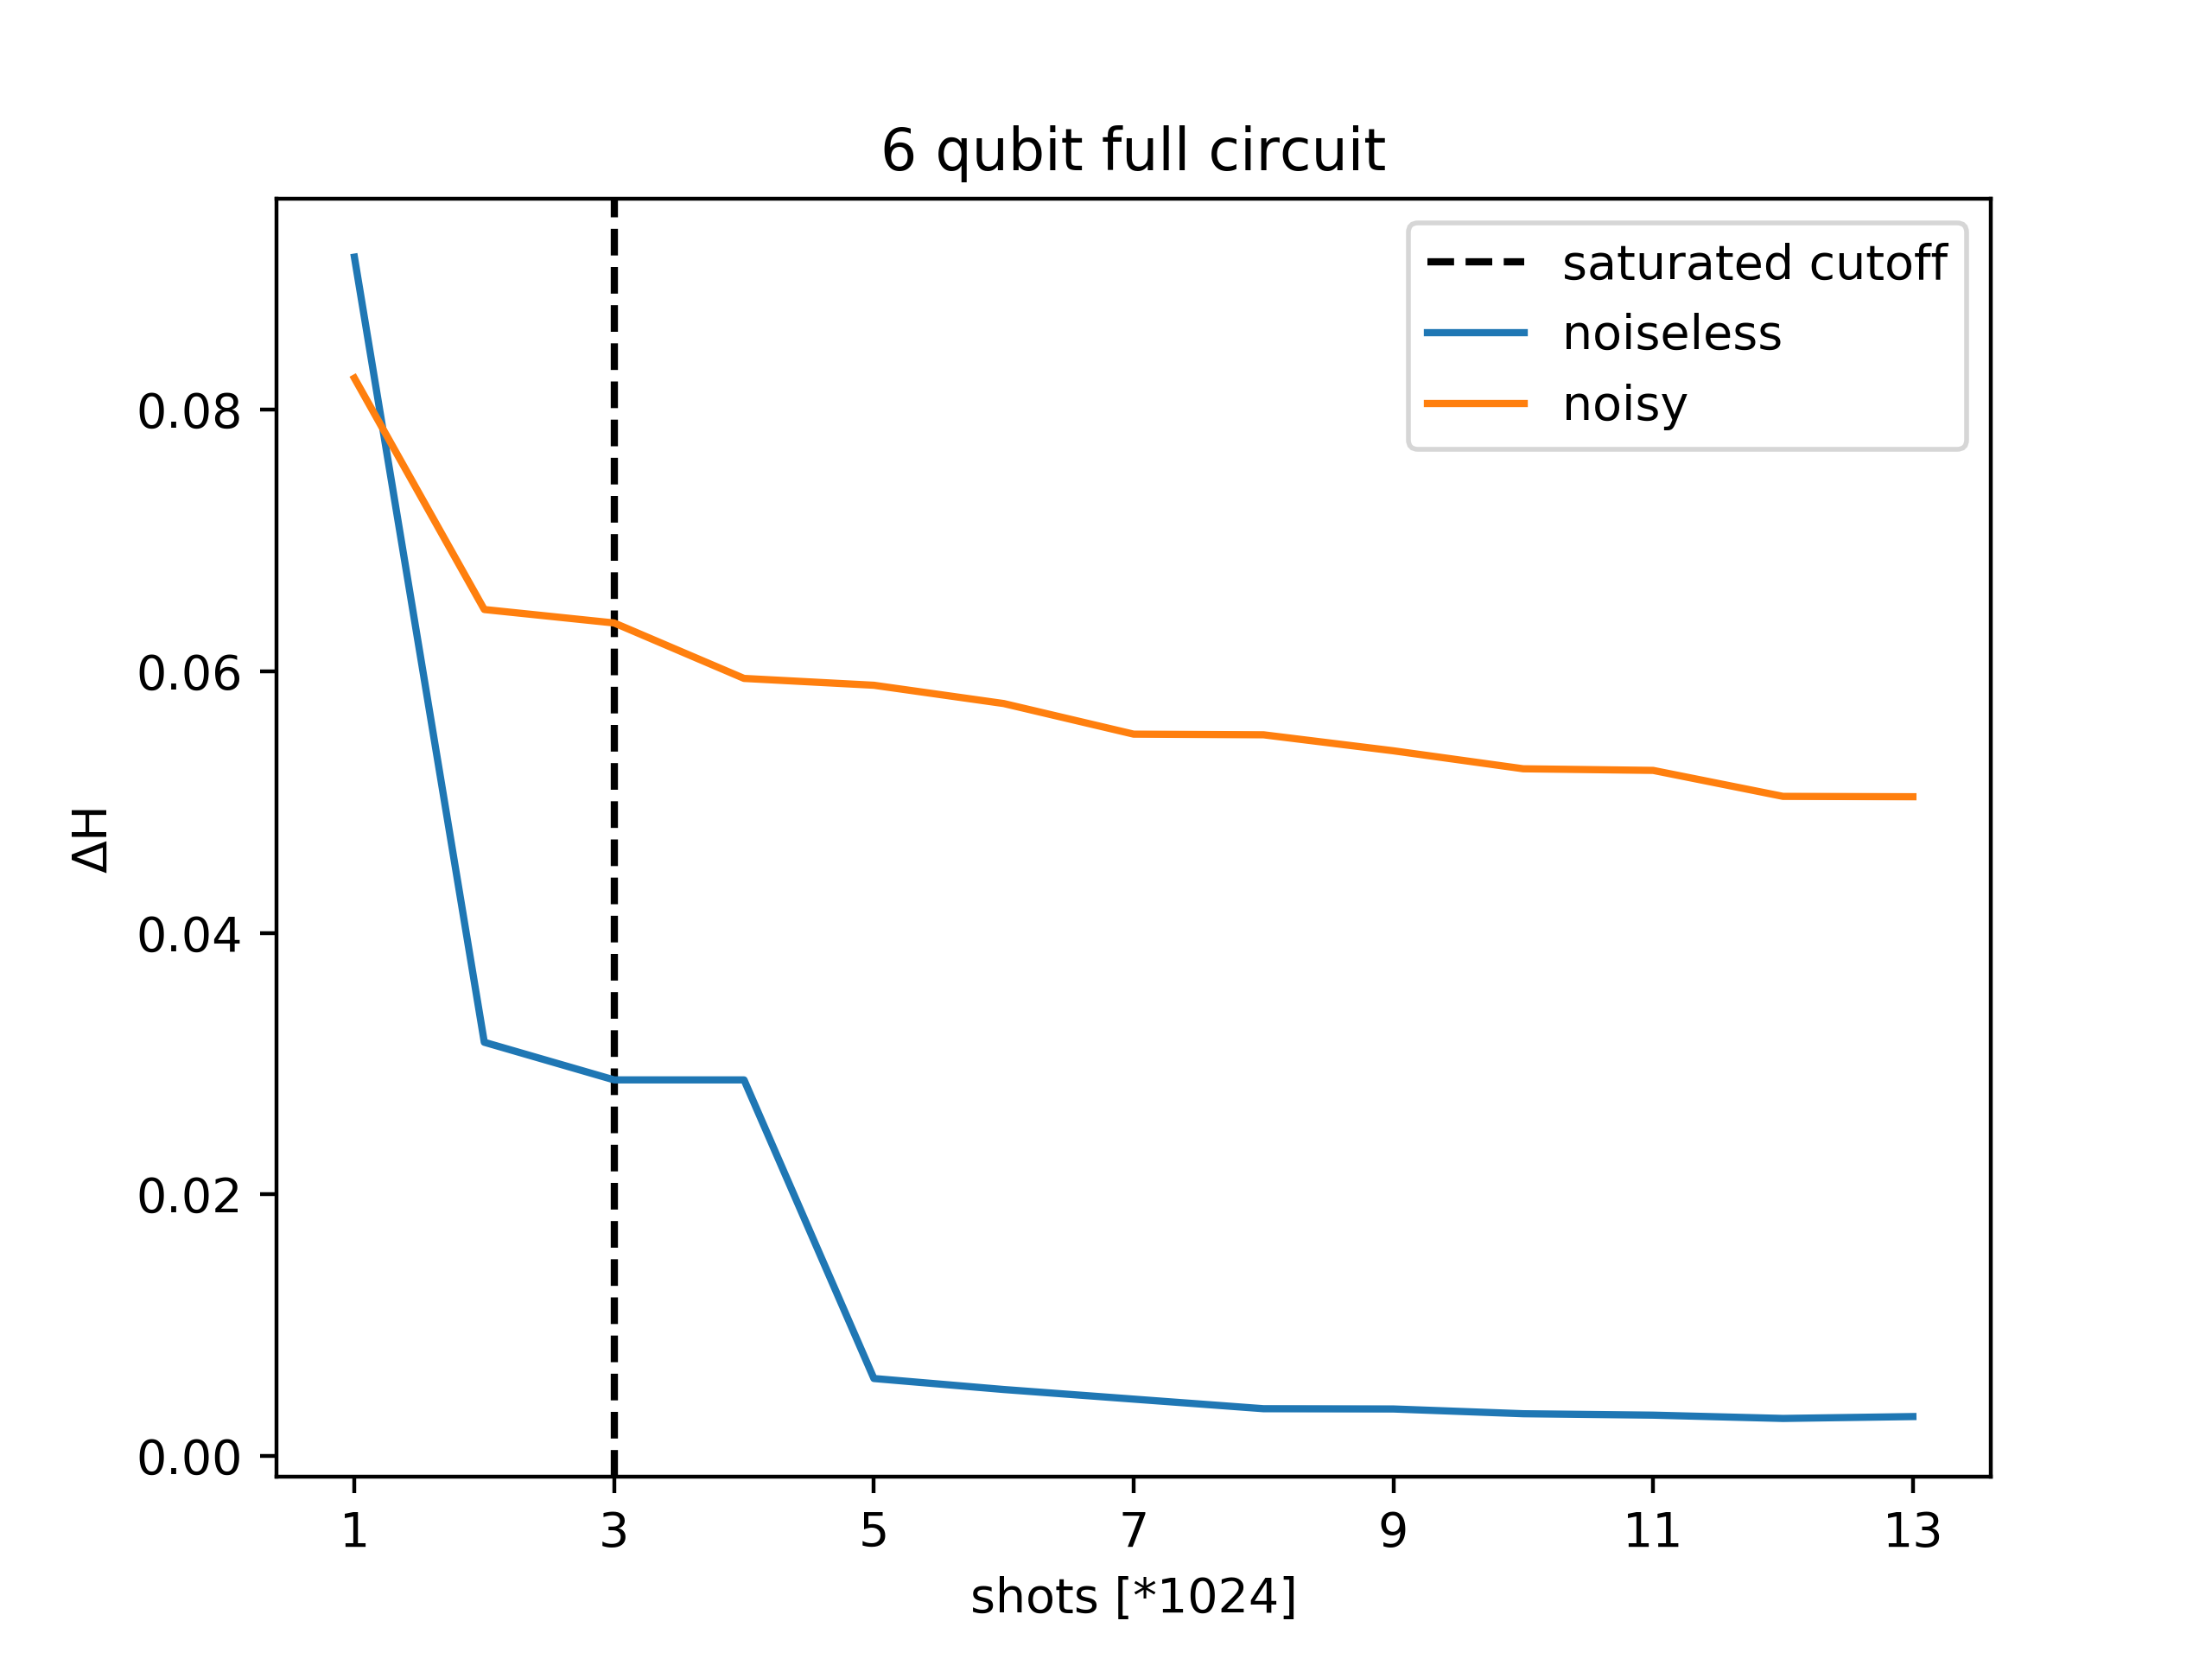 6 qubit full circuit
saturated cutoff
noiseless
noisy
0.08
0.06
0.04
0.02
0.00
ΔH
1 3 5 7 9 11 13
shots [*1024]